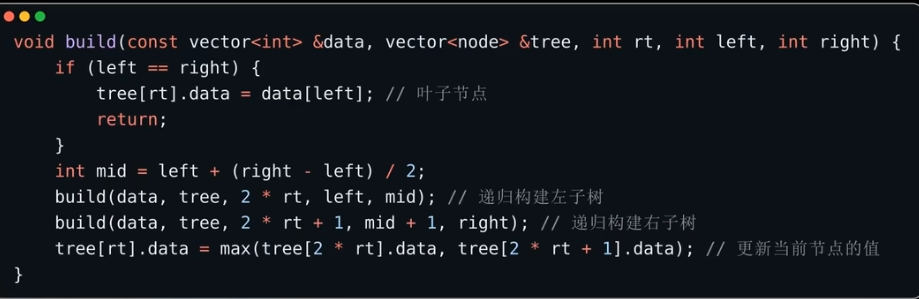 void build(const vector<int> &data, vector<node> &tree, int rt, int left, int right) {
    if (left == right) {
        tree[rt].data = data[left]; // 叶子节点
        return;
    }
    int mid = left + (right - left) / 2;
    build(data, tree, 2 * rt, left, mid); // 递归构建左子树
    build(data, tree, 2 * rt + 1, mid + 1, right); // 递归构建右子树
    tree[rt].data = max(tree[2 * rt].data, tree[2 * rt + 1].data); // 更新当前节点的值
}